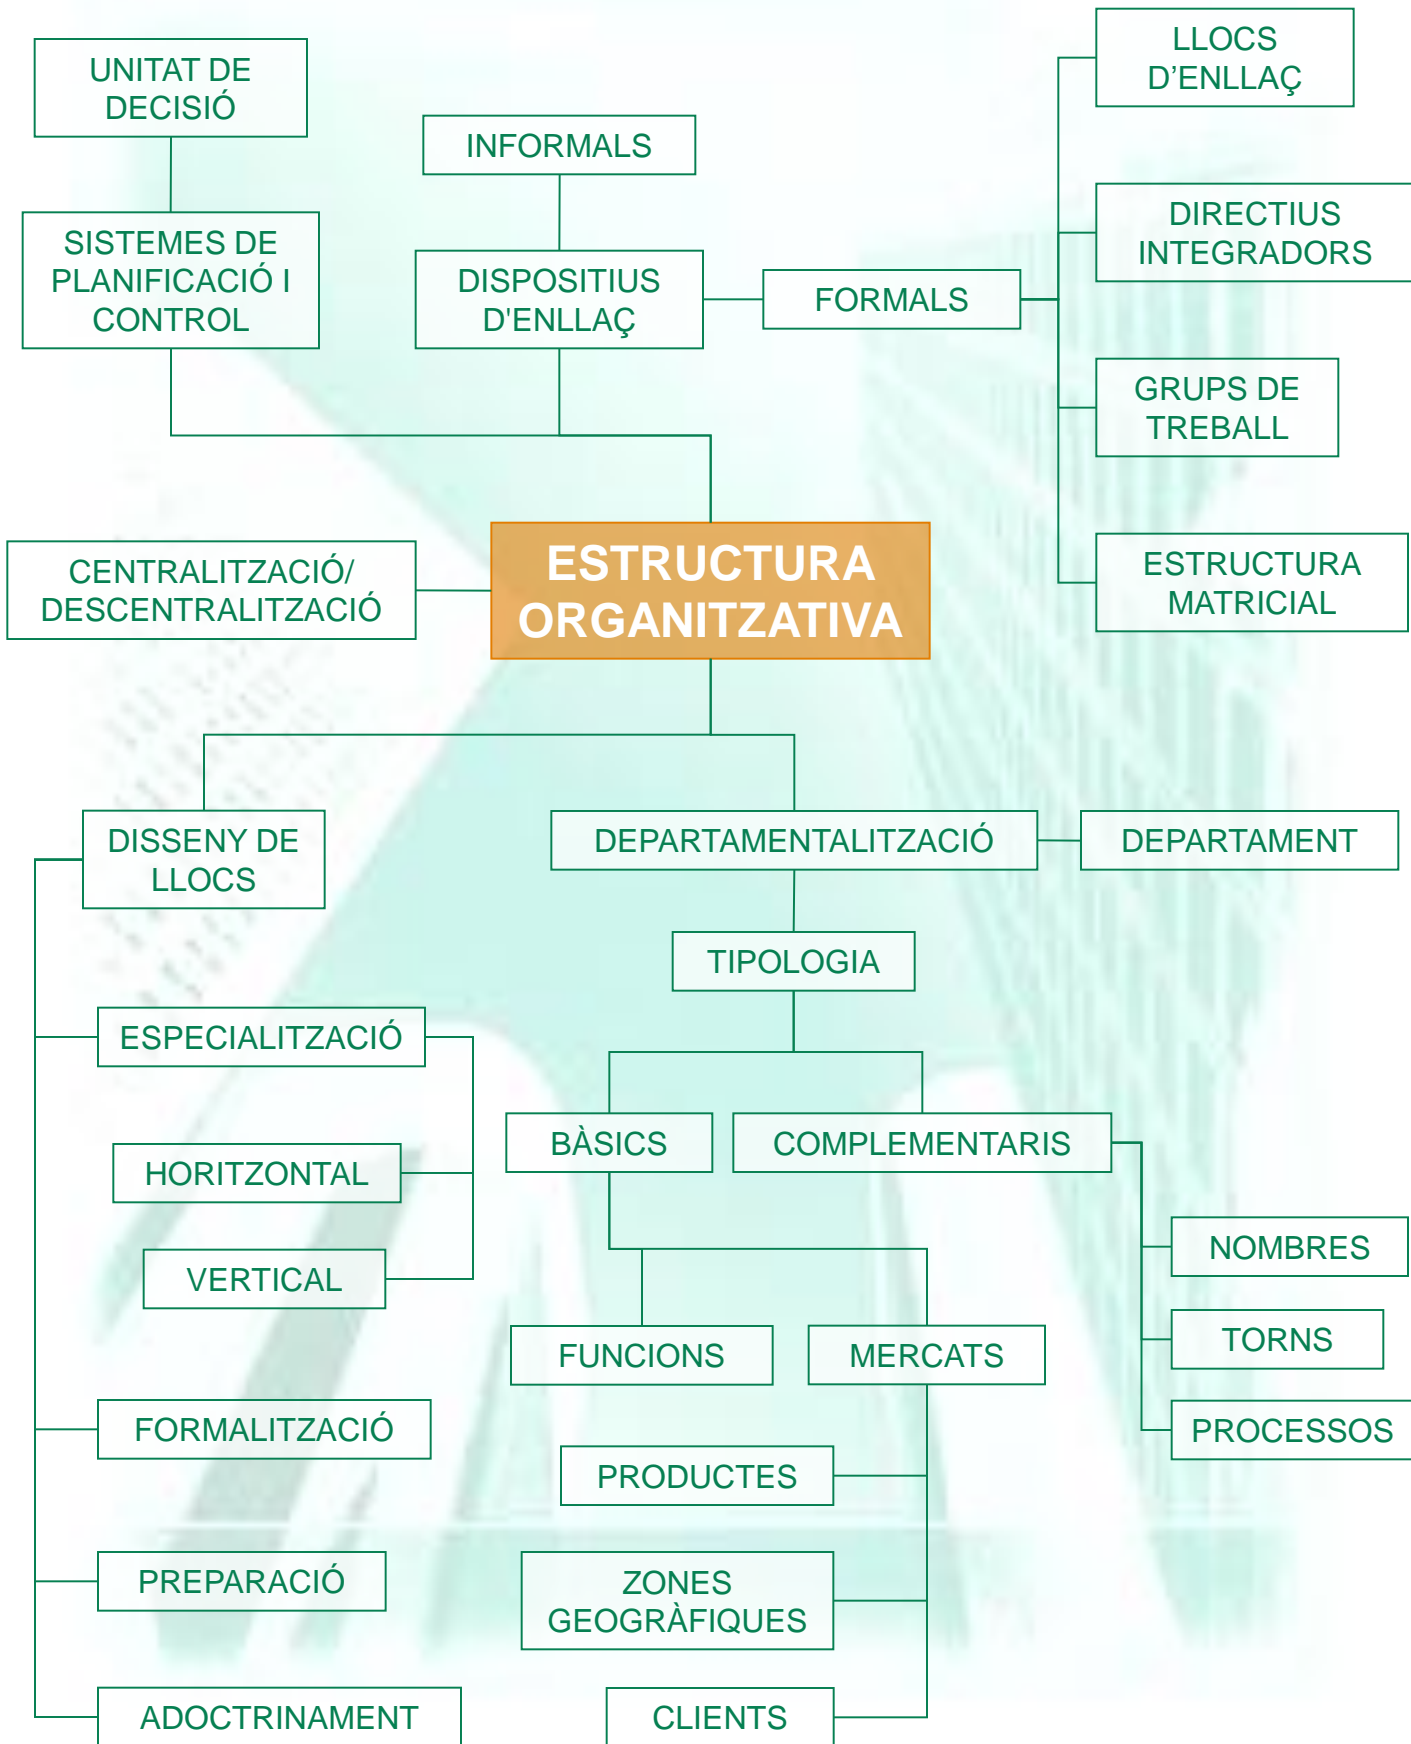 UNITAT DE
DECISIÓ
SISTEMES DE
PLANIFICACIÓ I
CONTROL
INFORMALS
DISPOSITIUS
D'ENLLAÇ
FORMALS
LLOCS
D’ENLLAÇ
DIRECTIUS
INTEGRADORS
GRUPS DE
TREBALL
ESTRUCTURA
MATRICIAL
CENTRALITZACIÓ/
DESCENTRALITZACIÓ
ESTRUCTURA
ORGANITZATIVA
DISSENY DE
LLOCS
ESPECIALITZACIÓ
HORITZONTAL
VERTICAL
FORMALITZACIÓ
PREPARACIÓ
ADOCTRINAMENT
DEPARTAMENTALITZACIÓ
DEPARTAMENT
TIPOLOGIA
BÀSICS
COMPLEMENTARIS
FUNCIONS
MERCATS
PRODUCTES
ZONES
GEOGRÀFIQUES
CLIENTS
NOMBRES
TORNS
PROCESSOS